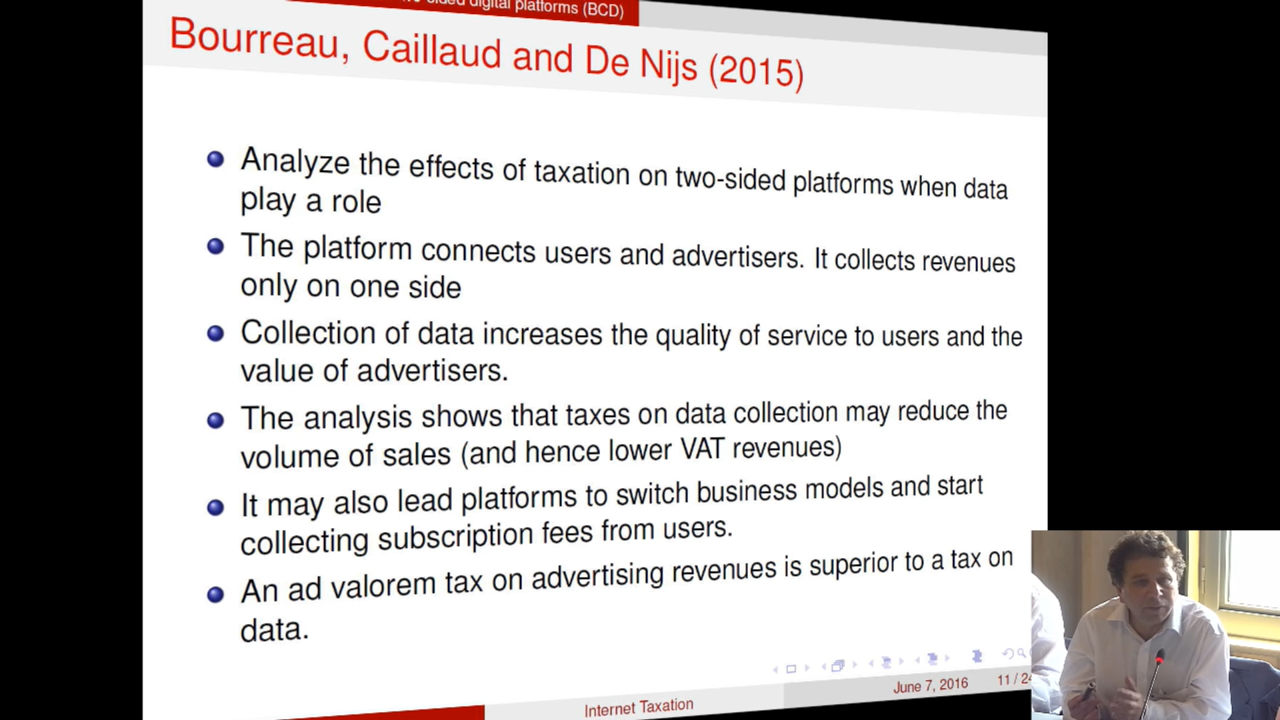 sided digital platforms (BCD)
Bourreau, Caillaud and De Nijs (2015)
Analyze the effects of taxation on two-sided platforms when data
play a role
The platform connects users and advertisers. It collects revenues
only on one side
Collection of data increases the quality of service to users and the
value of advertisers.
The analysis shows that taxes on data collection may reduce the
volume of sales (and hence lower VAT revenues)
It may also lead platforms to switch business models and start
collecting subscription fees from users.
An ad valorem tax on advertising revenues is superior to a tax on
data.
Internet Taxation
June 7, 2016
11 / 24